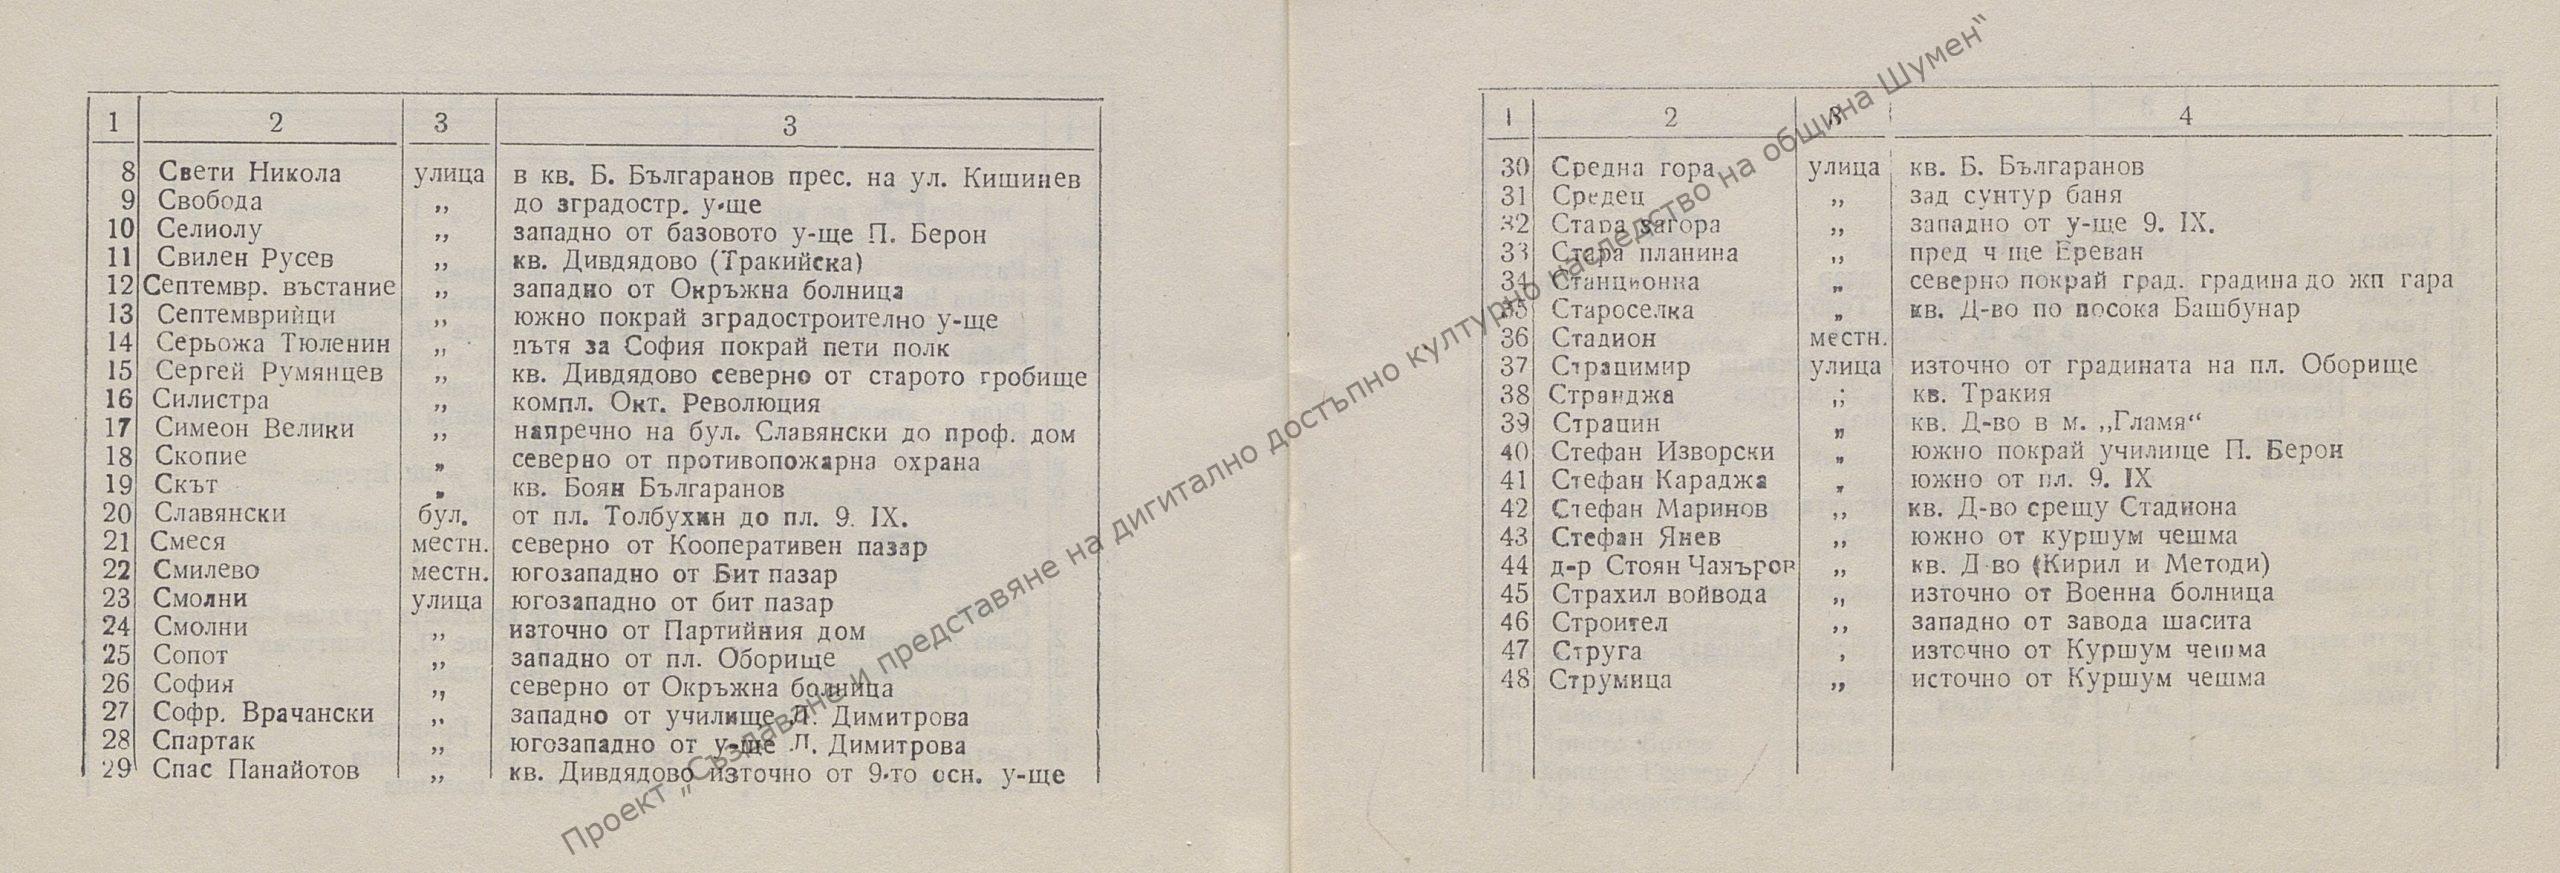 1 2 3 3
8 Свети Никола улица в кв. Б. Българанов прес. на ул. Кишинев
9 Свобода „ до зградостр. у-ще
10 Селиолу „ западно от базовото у-ще П. Берон
11 Свилен Русев „ кв. Дивдядово (Тракийска)
12 Септемвр. въстание „ западно от Окръжна болница
13 Септемврийци „ южно покрай зградостроително у-ще
14 Серьожа Тюленин „ пътя за София покрай пети полк
15 Сергей Румянцев „ кв. Дивдядово северно от старото гробище
16 Силистра „ компл. Окт. Революция
17 Симеон Велики „ напречно на бул. Славянски до проф. дом
18 Скопие „ северно от противопожарна охрана
19 Скът „ кв. Боян Българанов
20 Славянски бул. от пл. Толбухин до пл. 9. IX.
21 Смеся местн. северно от Кооперативен пазар
22 Смилево местн. югозападно от Бит пазар
23 Смолни улица югозападно от бит пазар
24 Смолни „ източно от Партийния дом
25 Сопот „ западно от пл. Оборище
26 София „ северно от Окръжна болница
27 Софр. Врачански „ западно от училище Л. Димитрова
28 Спартак „ югозападно от у-ще Л. Димитрова
29 Спас Панайотов „ кв. Дивдядово източно от 9-то осн. у-ще
1 2 3 4
30 Средна гора улица кв. Б. Българанов
31 Средец „ зад сунтур баня
32 Стара загора „ западно от у-ще 9. IX.
33 Стара планина „ пред ч ще Ереван
34 Станционна „ северно покрай град. градина до жп гара
35 Староселка „ кв. Д-во по посока Башбунар
36 Стадион местн.
37 Страцимир улица източно от градината на пл. Оборище
38 Странджа „ кв. Тракия
39 Страцин „ кв. Д-во в м. „Гламя“
40 Стефан Изворски „ южно покрай училище П. Берон
41 Стефан Караджа „ южно от пл. 9. IX
42 Стефан Маринов „ кв. Д-во срещу Стадиона
43 Стефан Янев „ южно от куршум чешма
44 д-р Стоян Чакъров „ кв. Д-во (Кирил и Методи)
45 Страхил войвода „ източно от Военна болница
46 Строител „ западно от завода шасита
47 Струга , източно от Куршум чешма
48 Струмица „ источно от Куршум чешма
Проект „Създаване и представяне на дигитално достъпно културно наследство на община Шумен“